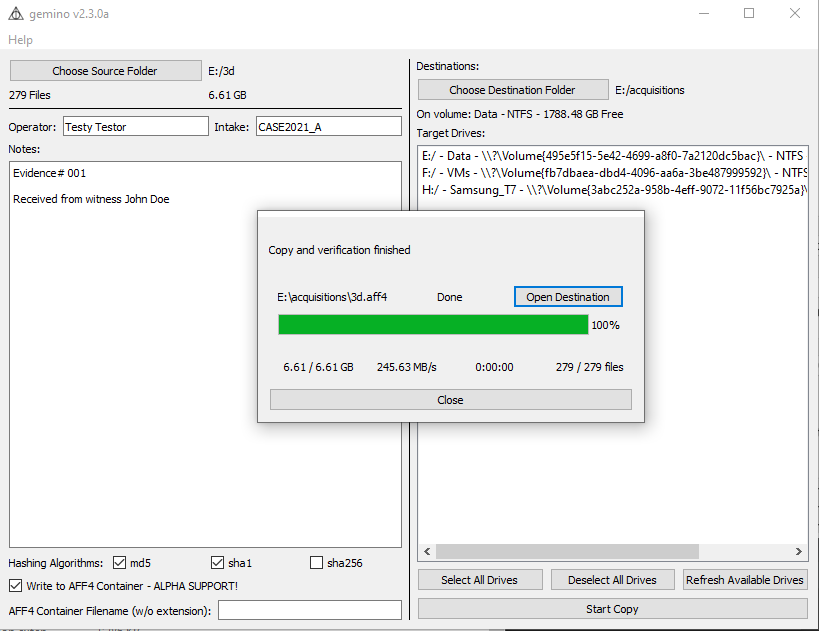 gemino v2.3.0a
Help
Choose Source Folder E:/3d
279 Files 6.61 GB
Operator: Testy Testor Intake: CASE2021_A
Notes:
Evidence# 001
Received from witness John Doe
Destinations:
Choose Destination Folder E:/acquisitions
On volume: Data - NTFS - 1788.48 GB Free
Target Drives:
E:/ - Data - \\?\Volume{495e5f15-5e42-4699-a8f0-7a2120dc5bac}\ - NTFS
F:/ - VMs - \\?\Volume{fb7dbaea-dbd4-4096-aa6a-3be487999592}\ - NTFS
H:/ - Samsung_T7 - \\?\Volume{3abc252a-958b-4eff-9072-11f56bc7925a}\
Copy and verification finished
E:\acquisitions\3d.aff4 Done Open Destination
100%
6.61 / 6.61 GB 245.63 MB/s 0:00:00 279 / 279 files
Close
Hashing Algorithms: md5 sha1 sha256
Write to AFF4 Container - ALPHA SUPPORT!
AFF4 Container Filename (w/o extension):
Select All Drives Deselect All Drives Refresh Available Drives
Start Copy